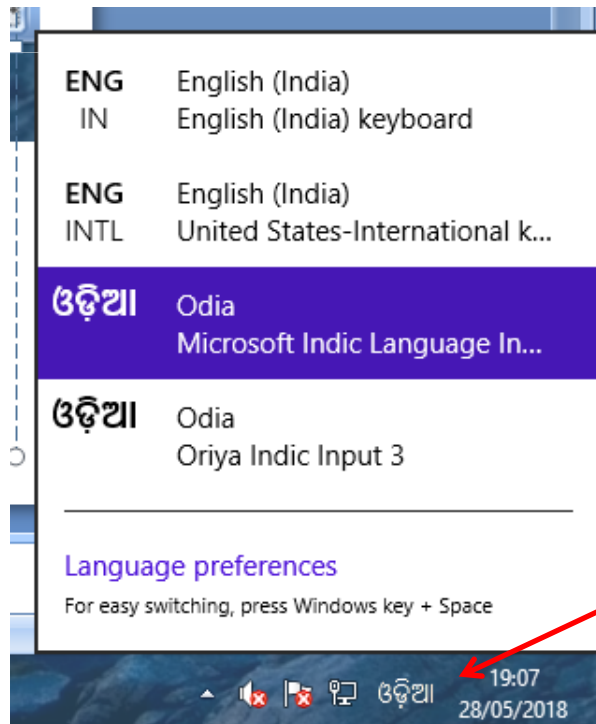 ENG English (India)
IN English (India) keyboard
ENG English (India)
INTL United States-International k...
ଓଡ଼ିଆ Odia
Microsoft Indic Language In...
ଓଡ଼ିଆ Odia
Oriya Indic Input 3
Language preferences
For easy switching, press Windows key + Space
ଓଡ଼ିଆ 19:07
28/05/2018